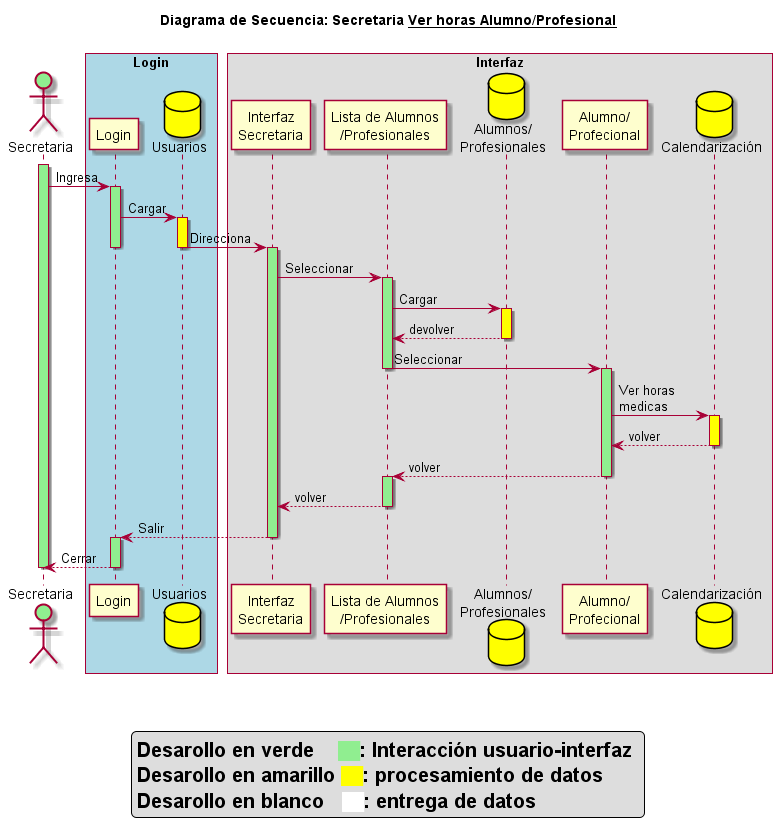 Diagrama de Secuencia: Secretaria Ver horas Alumno/Profesional
Login
Interfaz
Secretaria
Login
Usuarios
Interfaz
Secretaria
Lista de Alumnos
/Profesionales
Alumnos/
Profesionales
Alumno/
Profecional
Calendarización
Ingresa
Cargar
Direcciona
Seleccionar
Cargar
devolver
Seleccionar
Ver horas
medicas
volver
volver
volver
Salir
Cerrar
Secretaria
Login
Usuarios
Interfaz
Secretaria
Lista de Alumnos
/Profesionales
Alumnos/
Profesionales
Alumno/
Profecional
Calendarización
Desarollo en verde : Interacción usuario-interfaz
Desarollo en amarillo : procesamiento de datos
Desarollo en blanco : entrega de datos